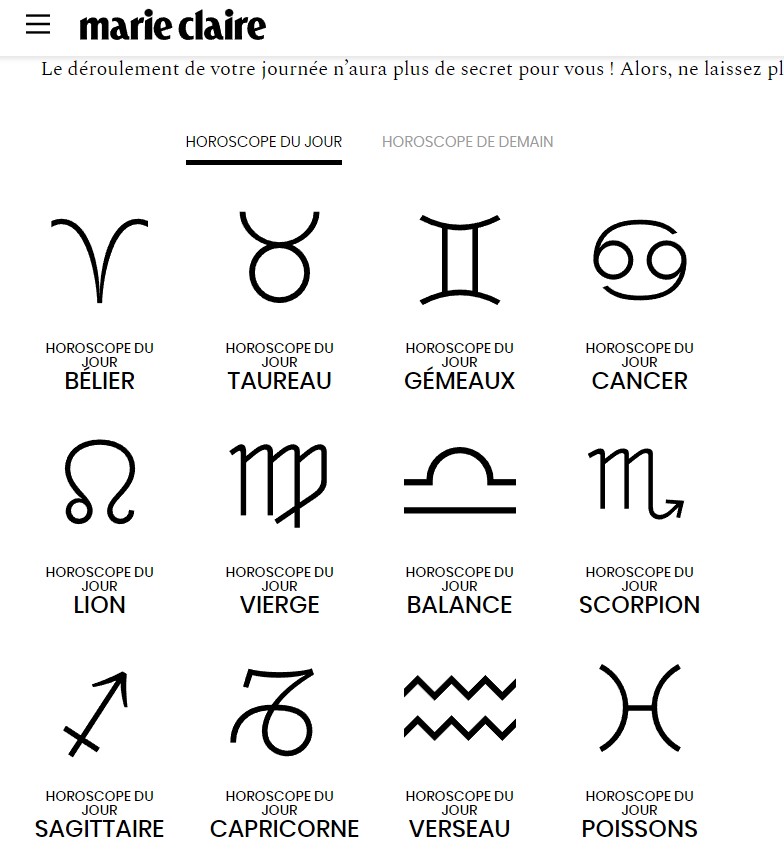 marie claire
Le déroulement de votre journée n’aura plus de secret pour vous ! Alors, ne laissez
HOROSCOPE DU JOUR HOROSCOPE DE DEMAIN
HOROSCOPE DU
JOUR
BÉLIER
HOROSCOPE DU
JOUR
TAUREAU
HOROSCOPE DU
JOUR
GÉMEAUX
HOROSCOPE DU
JOUR
CANCER
HOROSCOPE DU
JOUR
LION
HOROSCOPE DU
JOUR
VIERGE
HOROSCOPE DU
JOUR
BALANCE
HOROSCOPE DU
JOUR
SCORPION
HOROSCOPE DU
JOUR
SAGITTAIRE
HOROSCOPE DU
JOUR
CAPRICORNE
HOROSCOPE DU
JOUR
VERSEAU
HOROSCOPE DU
JOUR
POISSONS